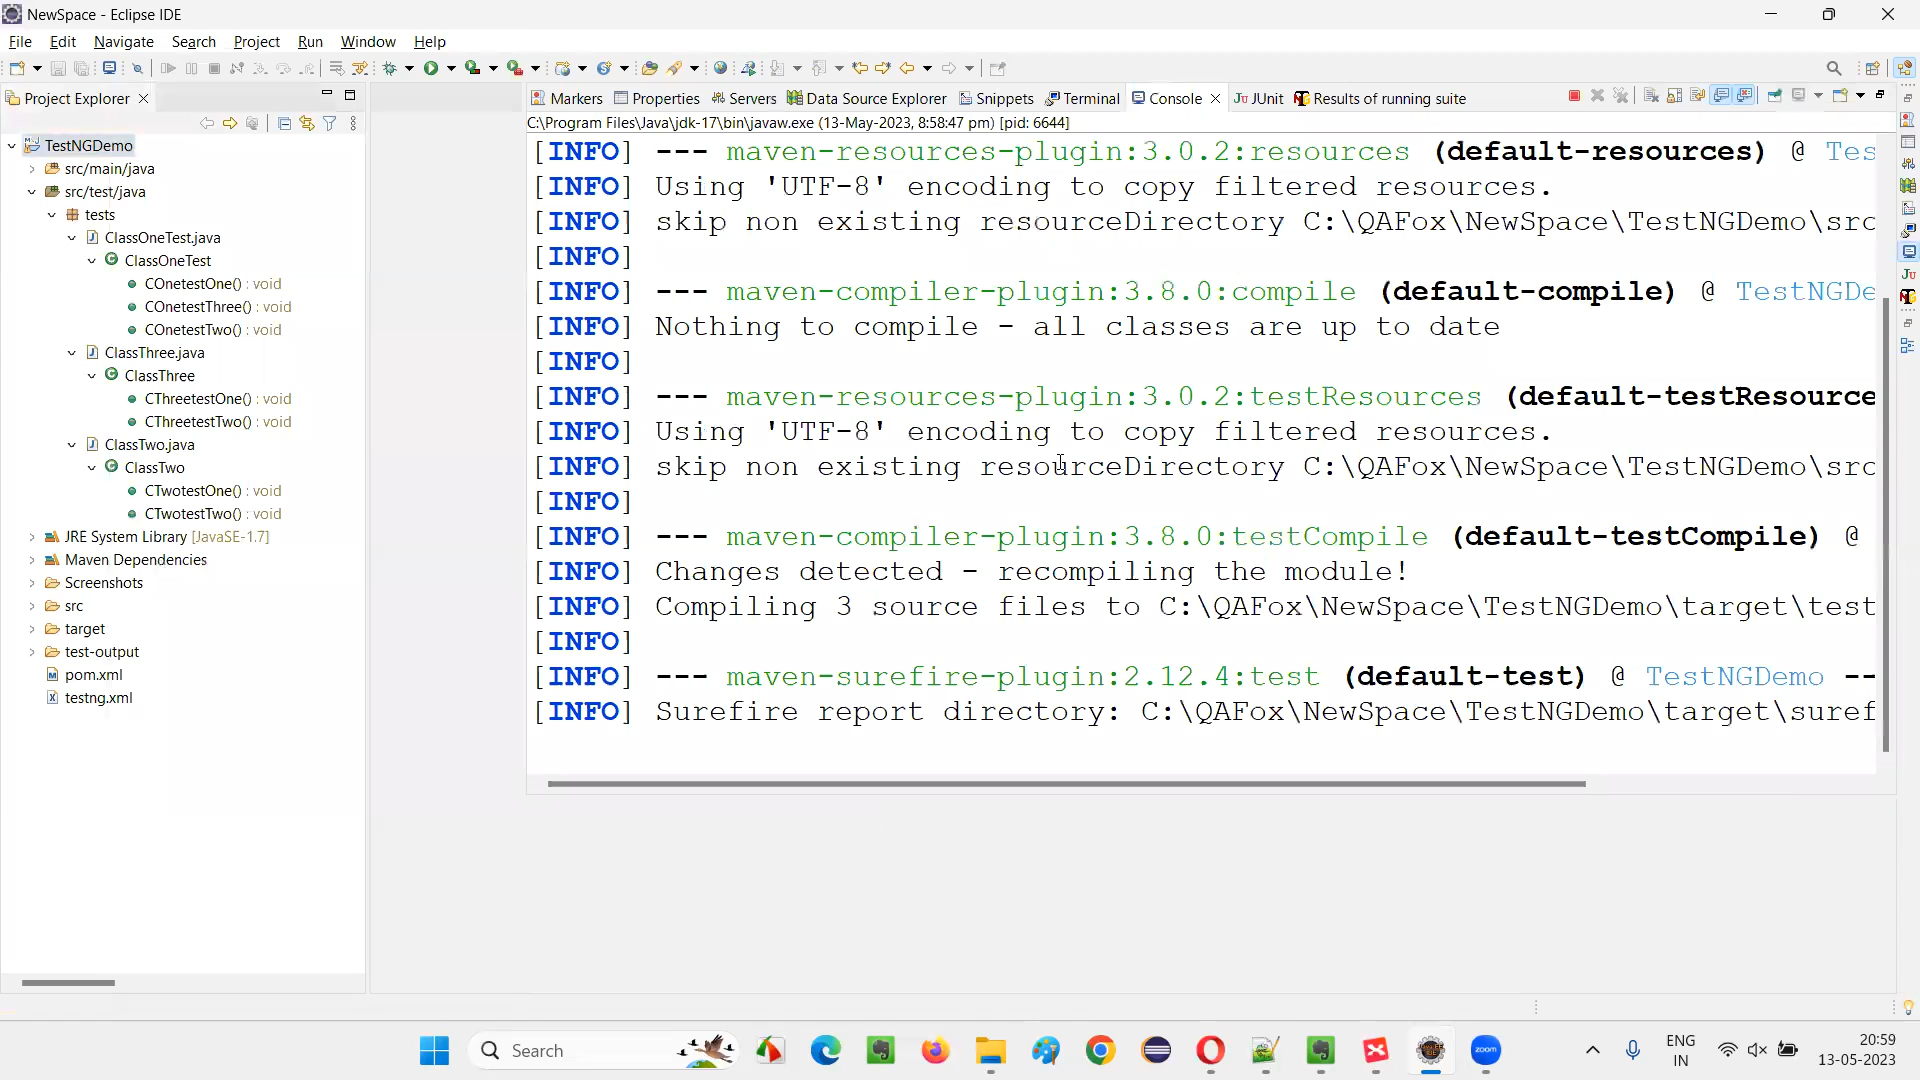 NewSpace - Eclipse IDE
File Edit Navigate Search Project Run Window Help
Project Explorer
TestNGDemo
src/main/java
src/test/java
tests
ClassOneTest.java
ClassOneTest
COnetestOne() : void
COnetestThree() : void
COnetestTwo() : void
ClassThree.java
ClassThree
CThreetestOne() : void
CThreetestTwo() : void
ClassTwo.java
ClassTwo
CTwotestOne() : void
CTwotestTwo() : void
JRE System Library [JavaSE-1.7]
Maven Dependencies
Screenshots
src
target
test-output
pom.xml
testng.xml
Markers Properties Servers Data Source Explorer Snippets Terminal Console JUnit Results of running suite
C:\Program Files\Java\jdk-17\bin\javaw.exe (13-May-2023, 8:58:47 pm) [pid: 6644]
[INFO] --- maven-resources-plugin:3.0.2:resources (default-resources) @ Tes
[INFO] Using 'UTF-8' encoding to copy filtered resources.
[INFO] skip non existing resourceDirectory C:\QAFox\NewSpace\TestNGDemo\src
[INFO]
[INFO] --- maven-compiler-plugin:3.8.0:compile (default-compile) @ TestNGDe
[INFO] Nothing to compile - all classes are up to date
[INFO]
[INFO] --- maven-resources-plugin:3.0.2:testResources (default-testResource
[INFO] Using 'UTF-8' encoding to copy filtered resources.
[INFO] skip non existing resourceDirectory C:\QAFox\NewSpace\TestNGDemo\src
[INFO]
[INFO] --- maven-compiler-plugin:3.8.0:testCompile (default-testCompile) @
[INFO] Changes detected - recompiling the module!
[INFO] Compiling 3 source files to C:\QAFox\NewSpace\TestNGDemo\target\test
[INFO]
[INFO] --- maven-surefire-plugin:2.12.4:test (default-test) @ TestNGDemo --
[INFO] Surefire report directory: C:\QAFox\NewSpace\TestNGDemo\target\suref
Search
zoom
ENG
IN
20:59
13-05-2023